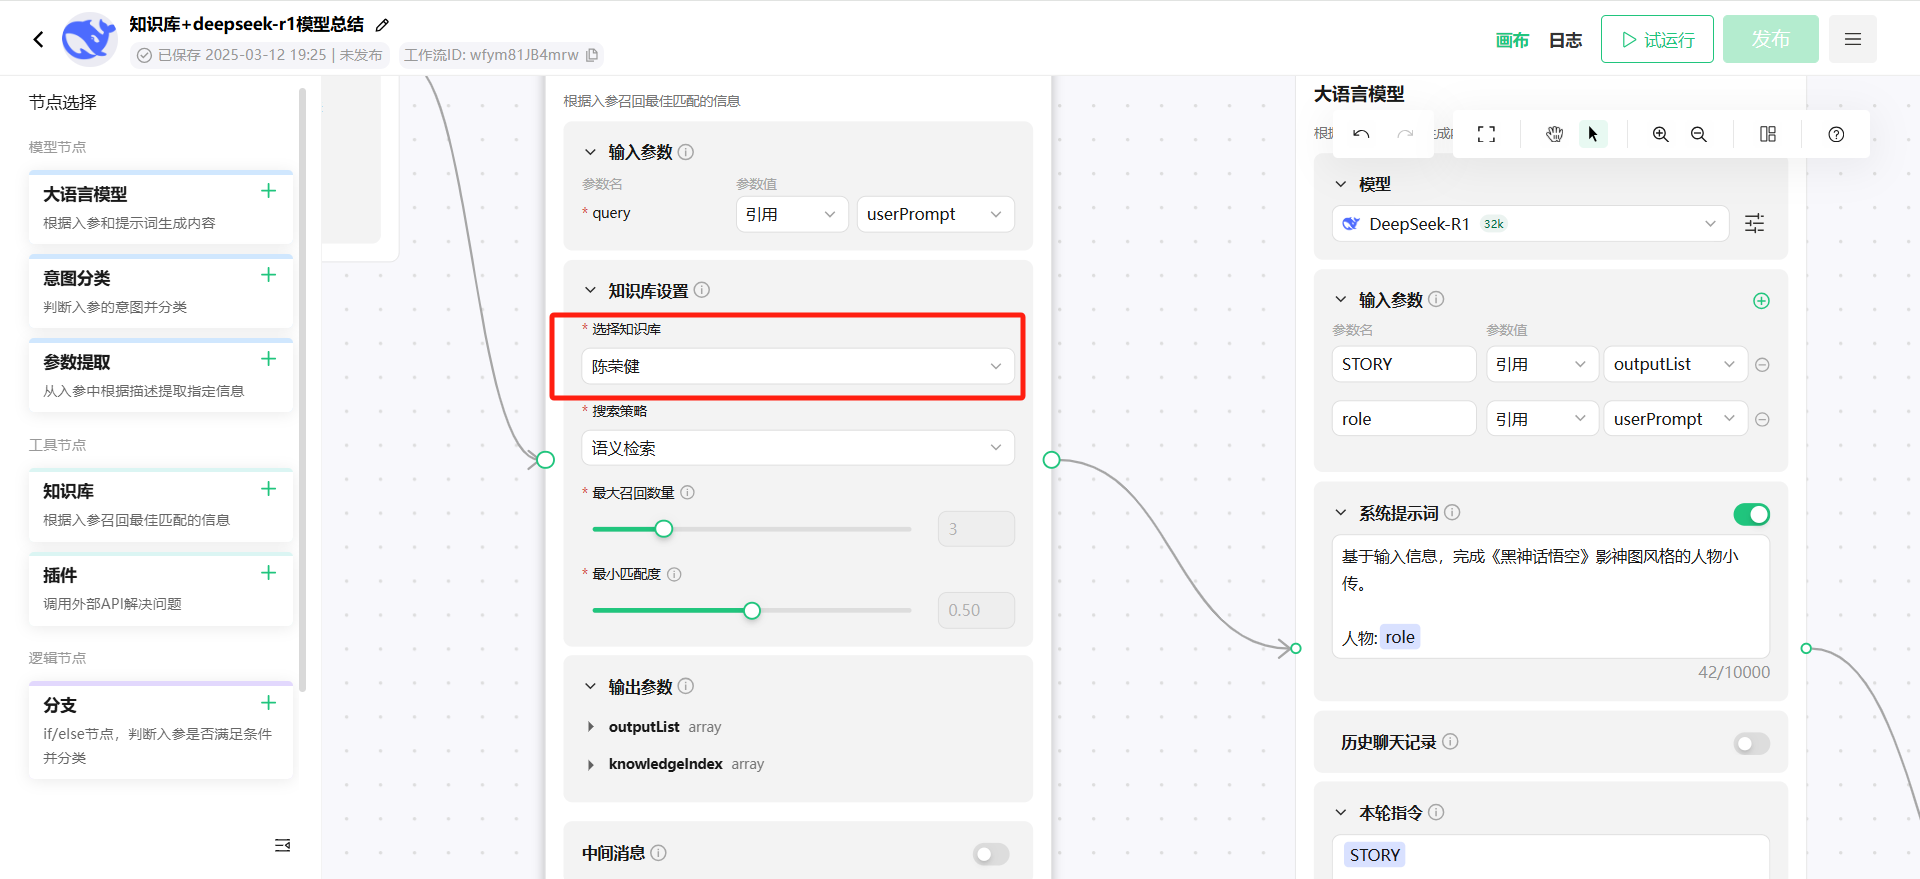 知识库+deepseek-r1模型总结
已保存 2025-03-12 19:25 | 未发布
工作流ID: wfym81JB4mrw
画布
日志
试运行
发布
节点选择
模型节点
大语言模型
根据入参和提示词生成内容
意图分类
判断入参的意图并分类
参数提取
从入参中根据描述提取指定信息
工具节点
知识库
根据入参召回最佳匹配的信息
插件
调用外部API解决问题
逻辑节点
分支
if/else节点，判断入参是否满足条件
并分类
根据入参召回最佳匹配的信息
输入参数
参数名 参数值
* query 引用 userPrompt
知识库设置
* 选择知识库
陈荣健
* 搜索策略
语义检索
* 最大召回数量
3
* 最小匹配度
0.50
输出参数
outputList array
knowledgeIndex array
中间消息
大语言模型
模型
DeepSeek-R1 32k
输入参数
参数名 参数值
STORY 引用 outputList
role 引用 userPrompt
系统提示词
基于输入信息，完成《黑神话悟空》影神图风格的人物小
传。
人物: role
42/10000
历史聊天记录
本轮指令
STORY